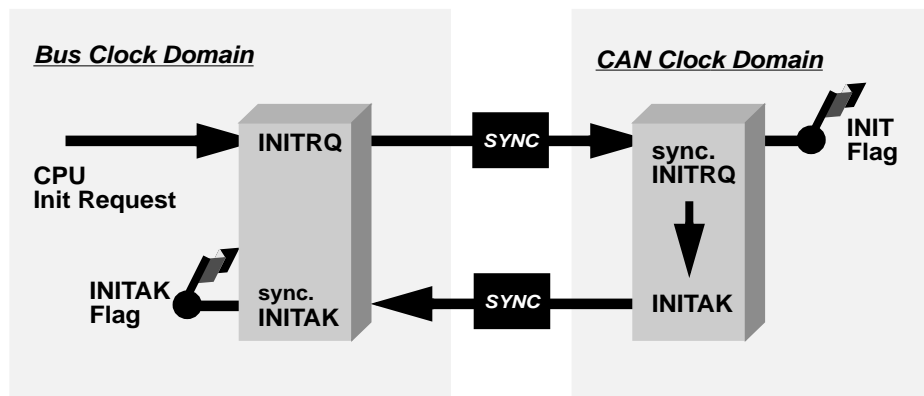 Bus Clock Domain
CAN Clock Domain
CPU
Init Request
INITRQ
SYNC
sync.
INITRQ
INIT
Flag
INITAK
Flag
sync.
INITAK
SYNC
INITAK